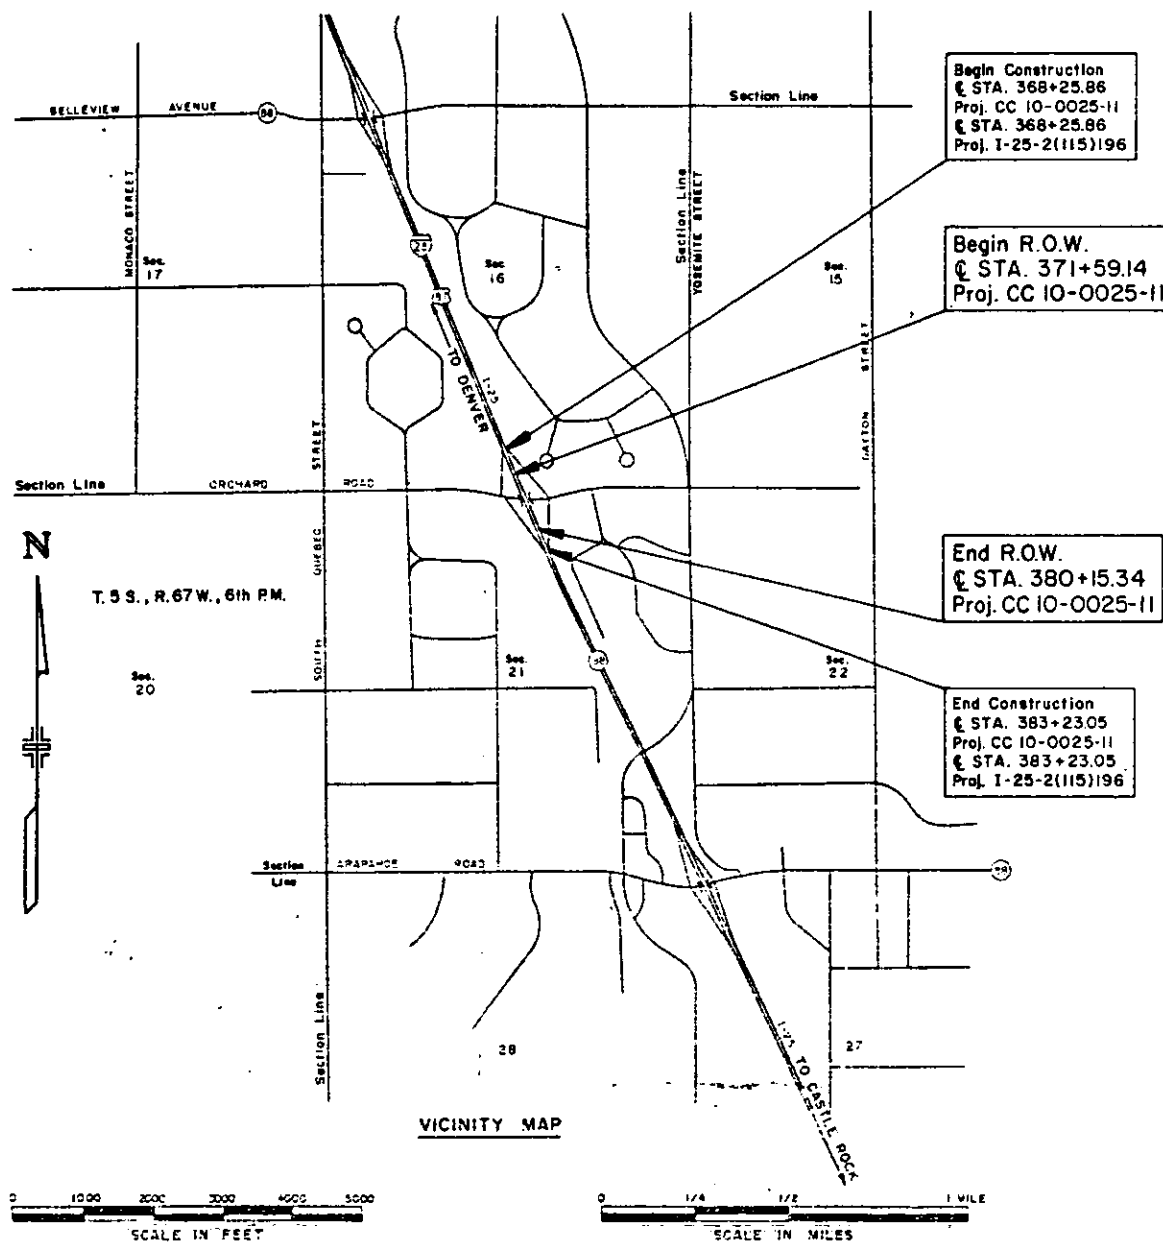 BELLEVIEW AVENUE
88
Section Line
Begin Construction
℄ STA. 368+25.86
Proj. CC 10-0025-11
℄ STA. 368+25.86
Proj. I-25-2(115)196
MONACO STREET
Section Line
YOSEMITE STREET
Begin R.O.W.
℄ STA. 371+59.14
Proj. CC 10-0025-11
Sec.
17
25
Sec.
16
Sec.
15
TO DENVER
I-25
DAYTON STREET
Section Line
ORCHARD ROAD
SOUTH QUEBEC STREET
N
T. 5 S., R. 67 W., 6th P.M.
End R.O.W.
℄ STA. 380+15.34
Proj. CC 10-0025-11
Sec.
20
Sec.
21
88
Sec.
22
End Construction
℄ STA. 383+23.05
Proj. CC 10-0025-11
℄ STA. 383+23.05
Proj. I-25-2(115)196
Section
Line
ARAPAHOE ROAD
88
Section Line
28
27
I-25 TO CASTLE ROCK
VICINITY MAP
0 1000 2000 3000 4000 5000
SCALE IN FEET
0 1/4 1/2 1 MILE
SCALE IN MILES